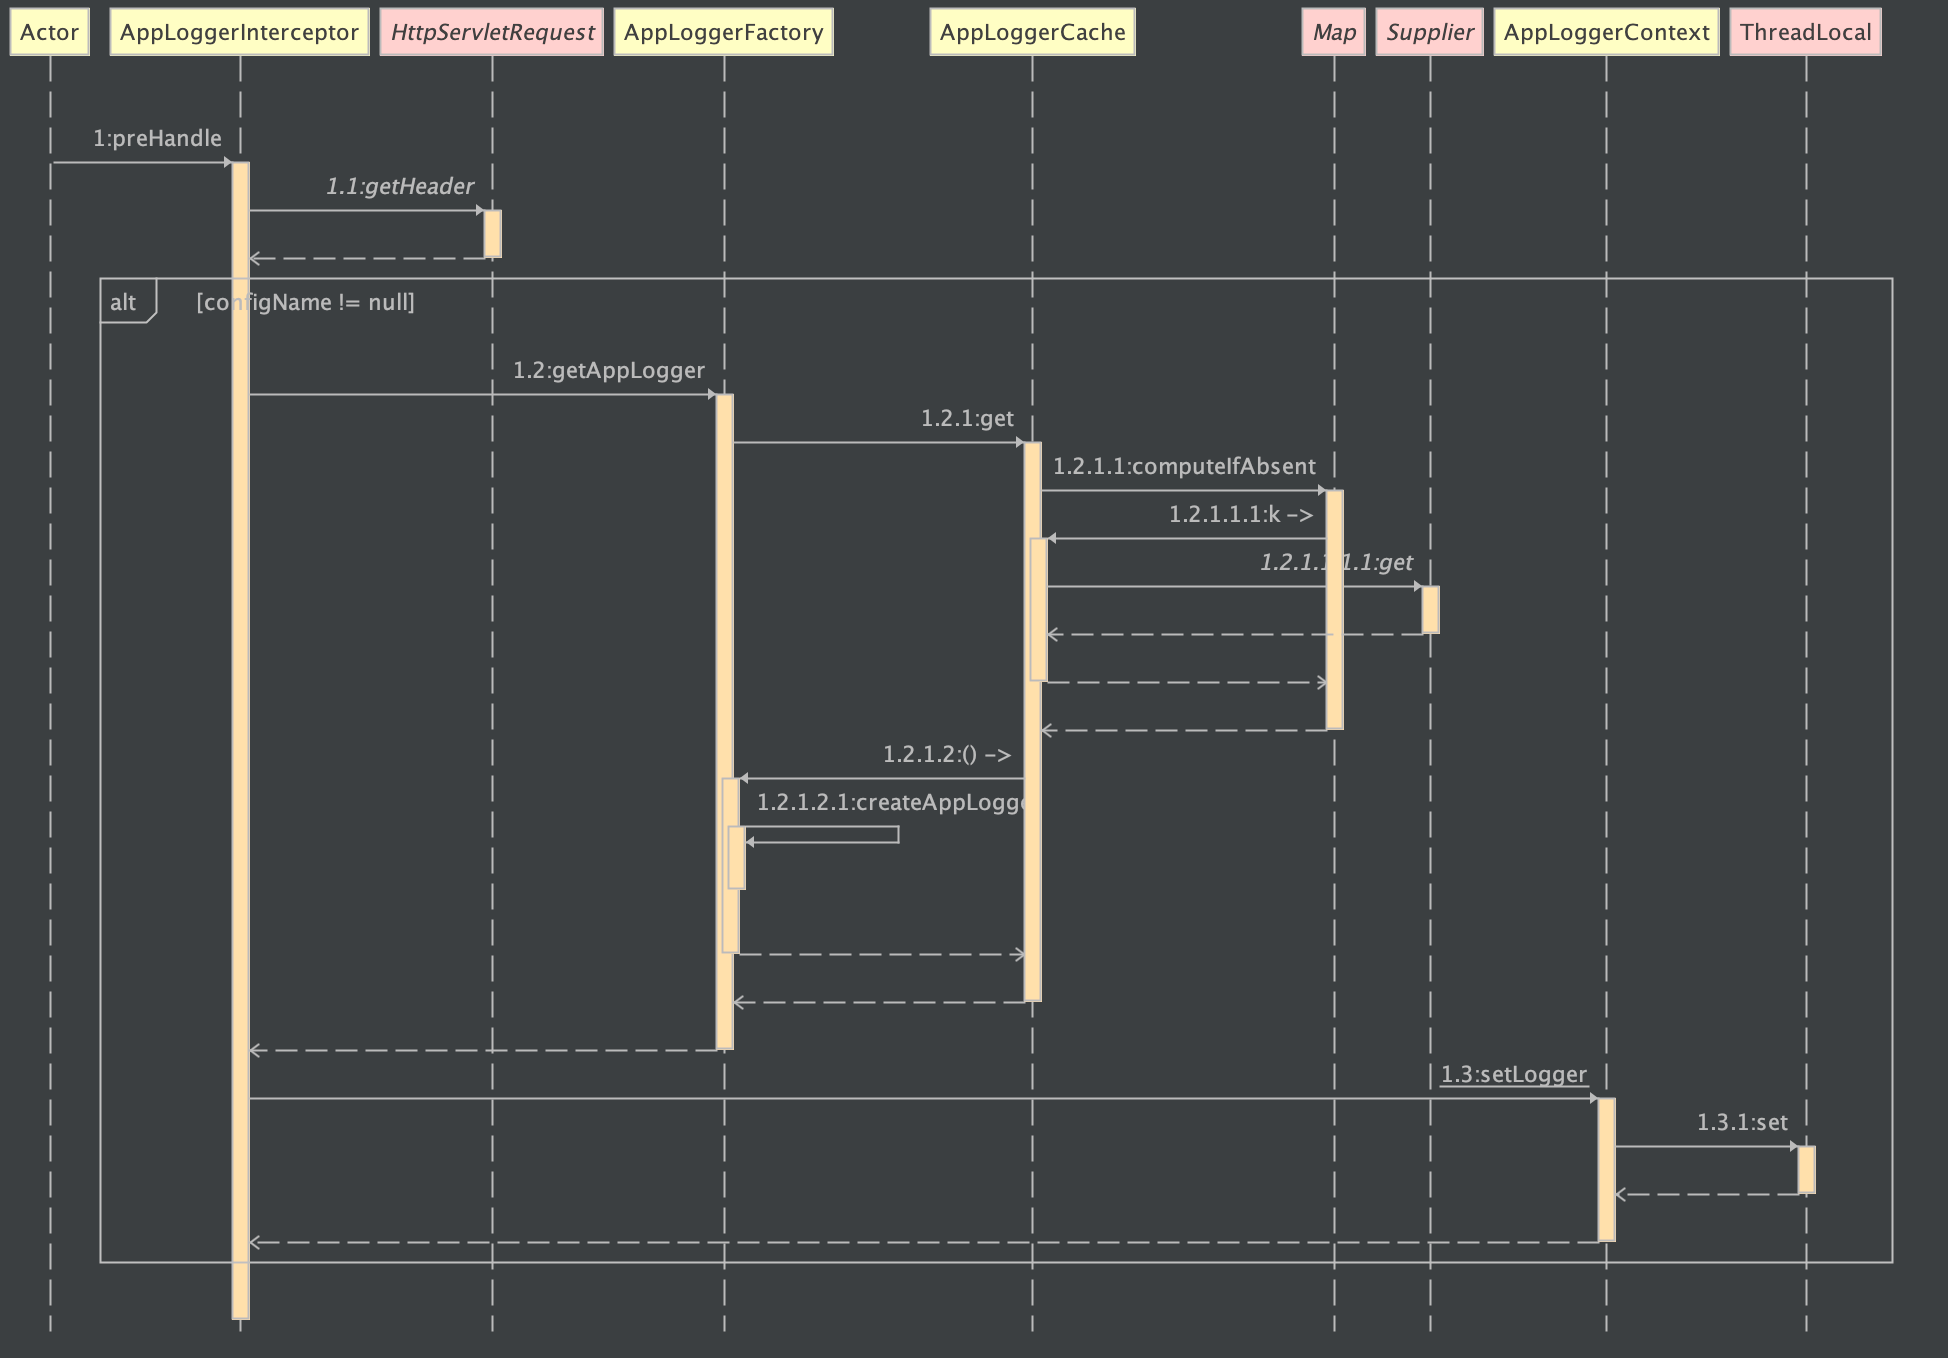 Actor AppLoggerInterceptor HttpServletRequest AppLoggerFactory AppLoggerCache Map Supplier AppLoggerContext ThreadLocal
1:preHandle
1.1:getHeader
alt [configName != null]
1.2:getAppLogger
1.2.1:get
1.2.1.1:computeIfAbsent
1.2.1.1.1:k ->
1.2.1.1.1.1:get
1.2.1.2:() ->
1.2.1.2.1:createAppLogge
1.3:setLogger
1.3.1:set